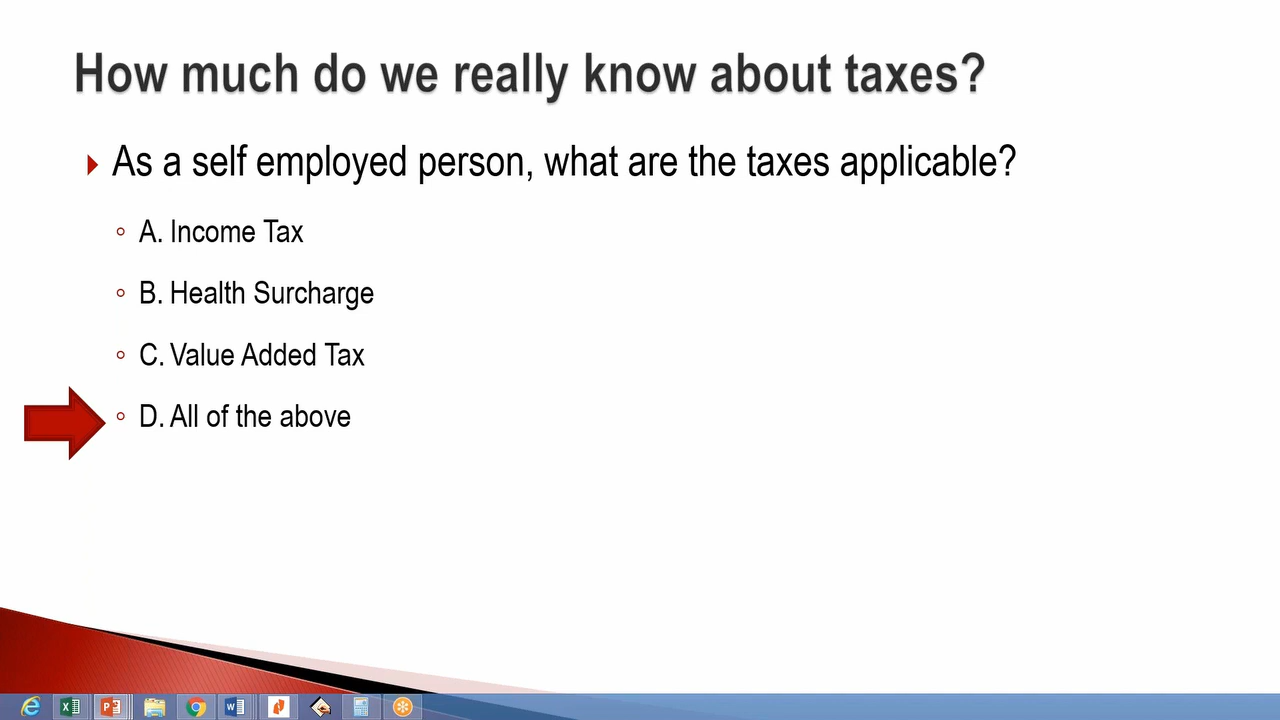 How much do we really know about taxes?
As a self employed person, what are the taxes applicable?
A. Income Tax
B. Health Surcharge
C. Value Added Tax
D. All of the above